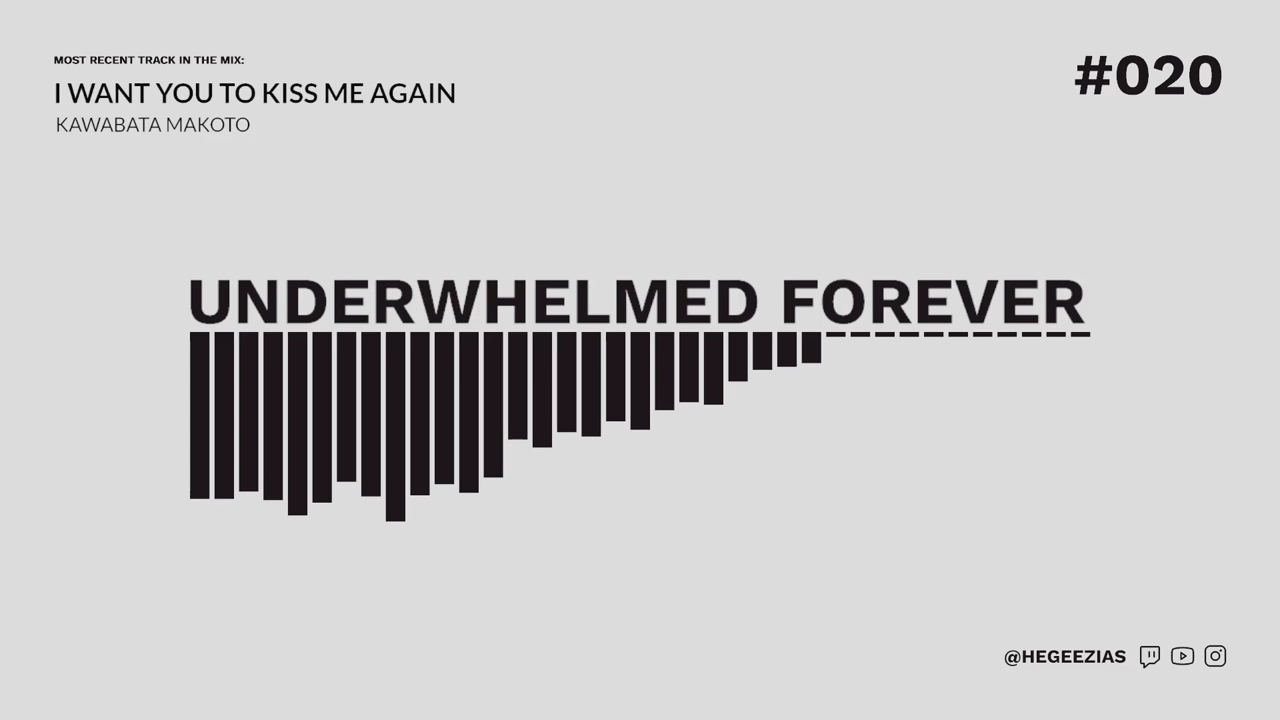 MOST RECENT TRACK IN THE MIX:
I WANT YOU TO KISS ME AGAIN
KAWABATA MAKOTO
#020
UNDERWHELMED FOREVER
@HEGEEZIAS